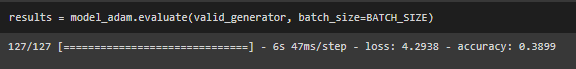 results = model_adam.evaluate(valid_generator, batch_size=BATCH_SIZE)
127/127 [==============================] - 6s 47ms/step - loss: 4.2938 - accuracy: 0.3899